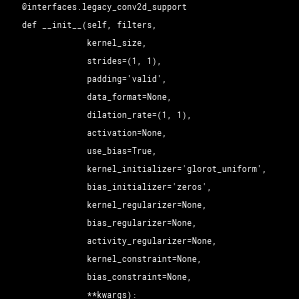 @interfaces.legacy_conv2d_support
def __init__(self, filters,
kernel_size,
strides=(1, 1),
padding='valid',
data_format=None,
dilation_rate=(1, 1),
activation=None,
use_bias=True,
kernel_initializer='glorot_uniform',
bias_initializer='zeros',
kernel_regularizer=None,
bias_regularizer=None,
activity_regularizer=None,
kernel_constraint=None,
bias_constraint=None,
**kwargs):